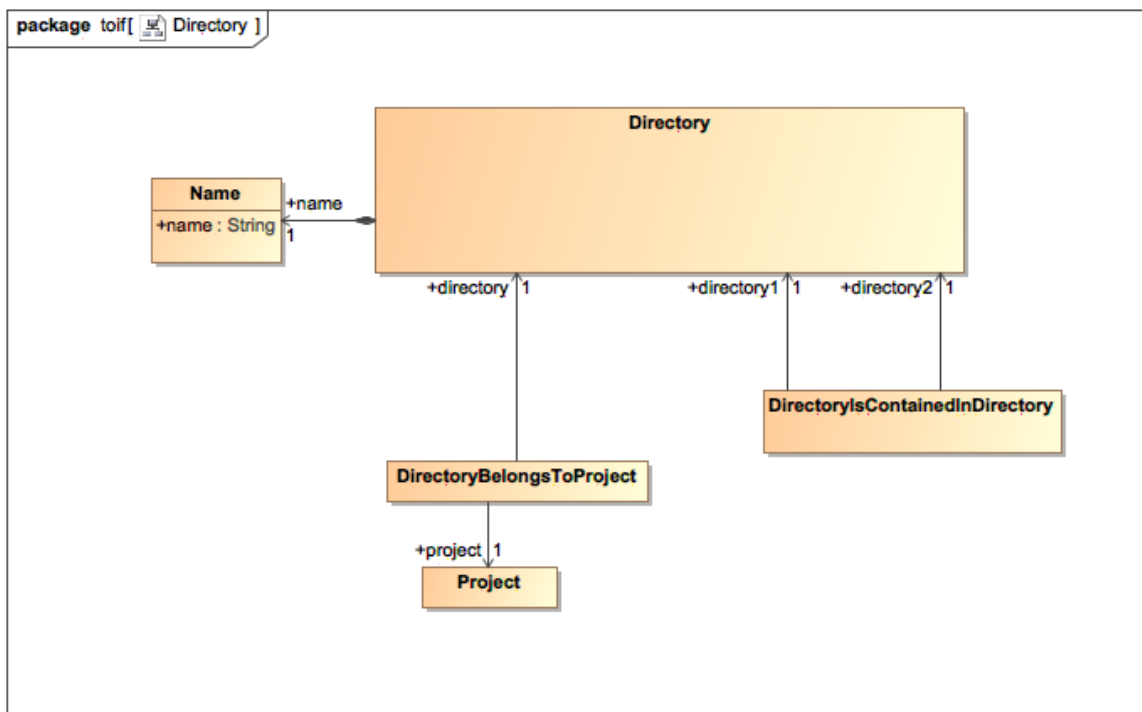 package toif[ Directory ]
Directory
Name
+name : String
+name
1
+directory 1
+directory1 1
+directory2 1
DirectoryIsContainedInDirectory
DirectoryBelongsToProject
+project 1
Project